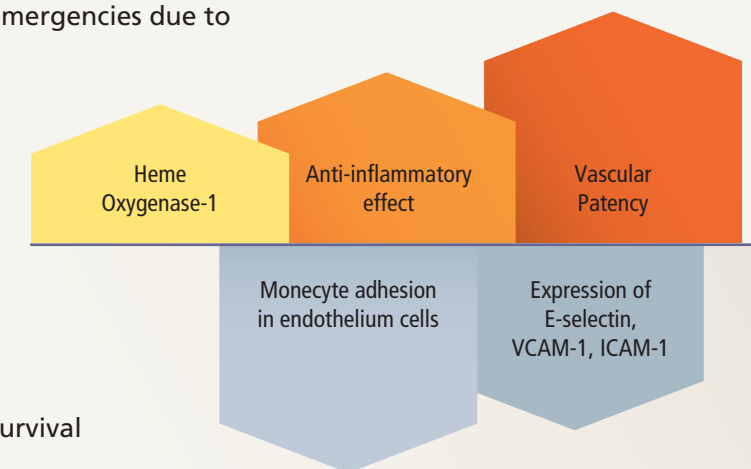 mergencies due to
Heme
Oxygenase-1
Anti-inflammatory
effect
Vascular
Patency
Monecyte adhesion
in endothelium cells
Expression of
E-selectin,
VCAM-1, ICAM-1
urvival